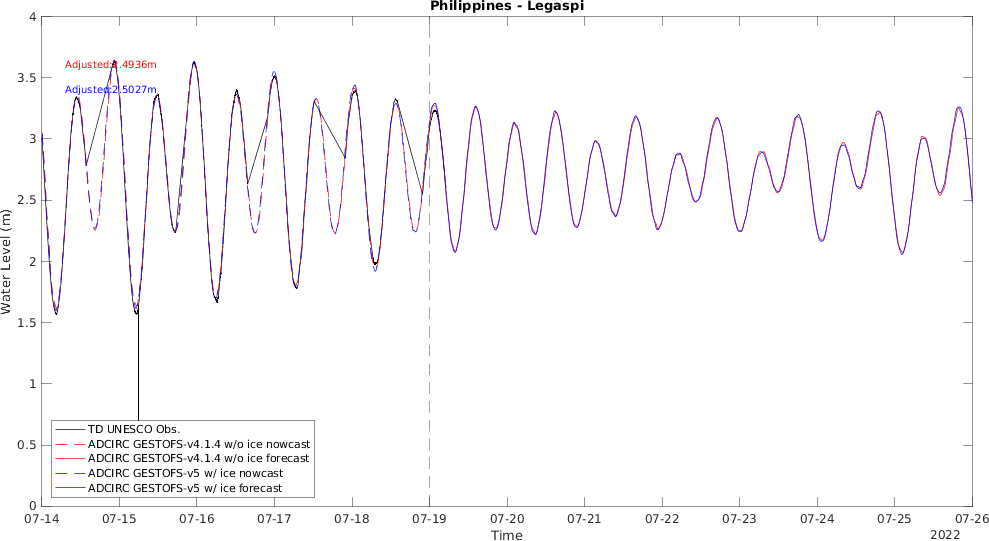 Philippines - Legaspi
4
3.5
3
2.5
2
1.5
1
0.5
0
Water Level (m)
Adjusted:2.4936m
Adjusted:2.5027m
TD UNESCO Obs.
ADCIRC GESTOFS-v4.1.4 w/o ice nowcast
ADCIRC GESTOFS-v4.1.4 w/o ice forecast
ADCIRC GESTOFS-v5 w/ ice nowcast
ADCIRC GESTOFS-v5 w/ ice forecast
07-14 07-15 07-16 07-17 07-18 07-19 07-20 07-21 07-22 07-23 07-24 07-25 07-26
Time
2022